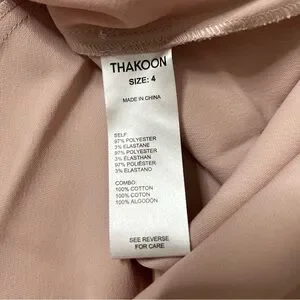 THAKOON
SIZE: 4
MADE IN CHINA
SELF
97% POLYESTER
3% ELASTANE
97% POLYESTER
3% ELASTHAN
97% POLIÉSTER
3% ELASTANO
COMBO:
100% COTTON
100% COTON
100% ALGODÓN
SEE REVERSE
FOR CARE